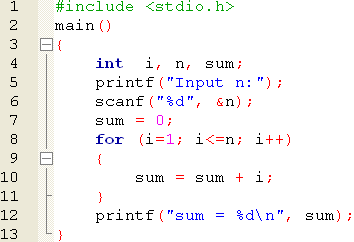 1 #include <stdio.h>
2 main()
3 {
4 int i, n, sum;
5 printf("Input n:");
6 scanf("%d", &n);
7 sum = 0;
8 for (i=1; i<=n; i++)
9 {
10 sum = sum + i;
11 }
12 printf("sum = %d\n", sum);
13 }